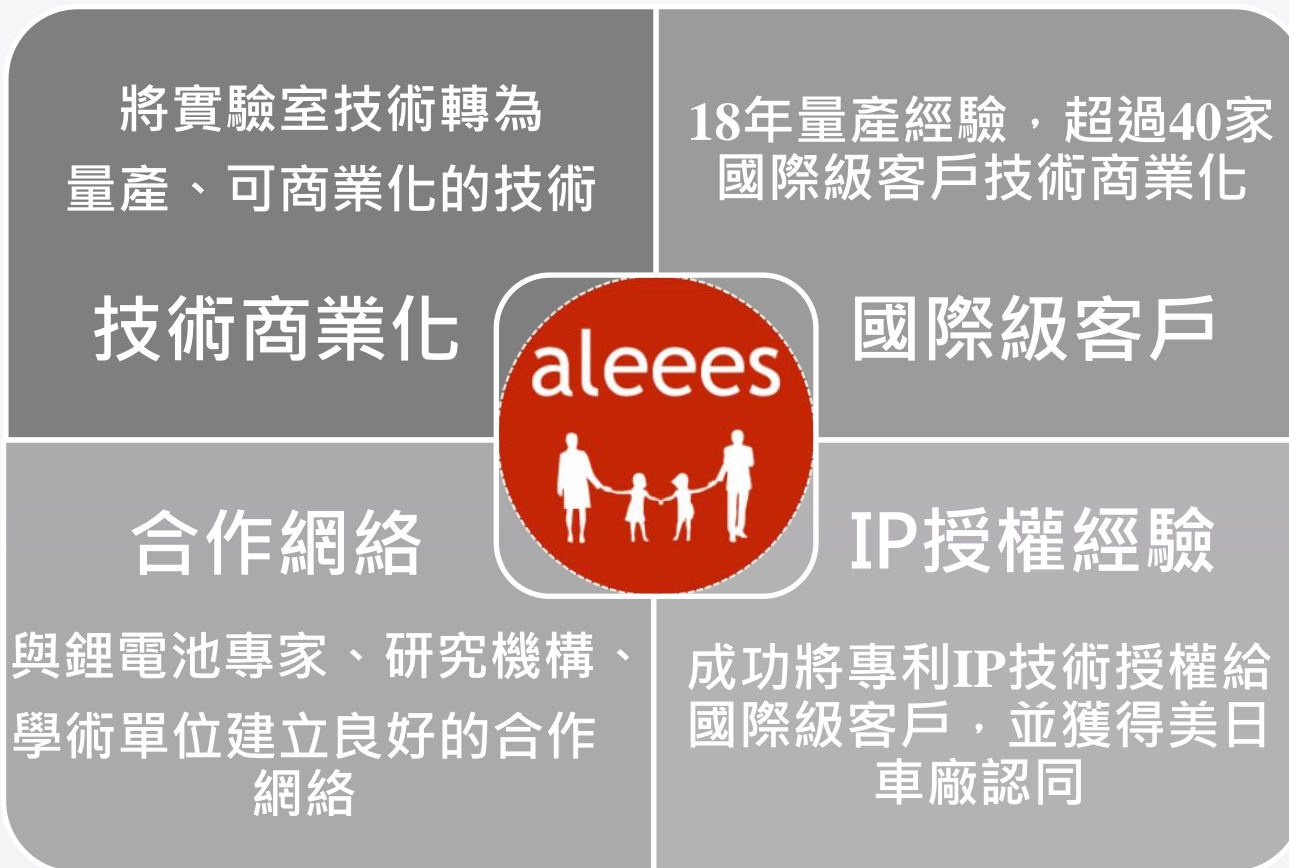 將實驗室技術轉為
量產、可商業化的技術
技術商業化
18年量產經驗，超過40家
國際級客戶技術商業化
國際級客戶
aleees
合作網絡
與鋰電池專家、研究機構、
學術單位建立良好的合作
網絡
IP授權經驗
成功將專利IP技術授權給
國際級客戶，並獲得美日
車廠認同